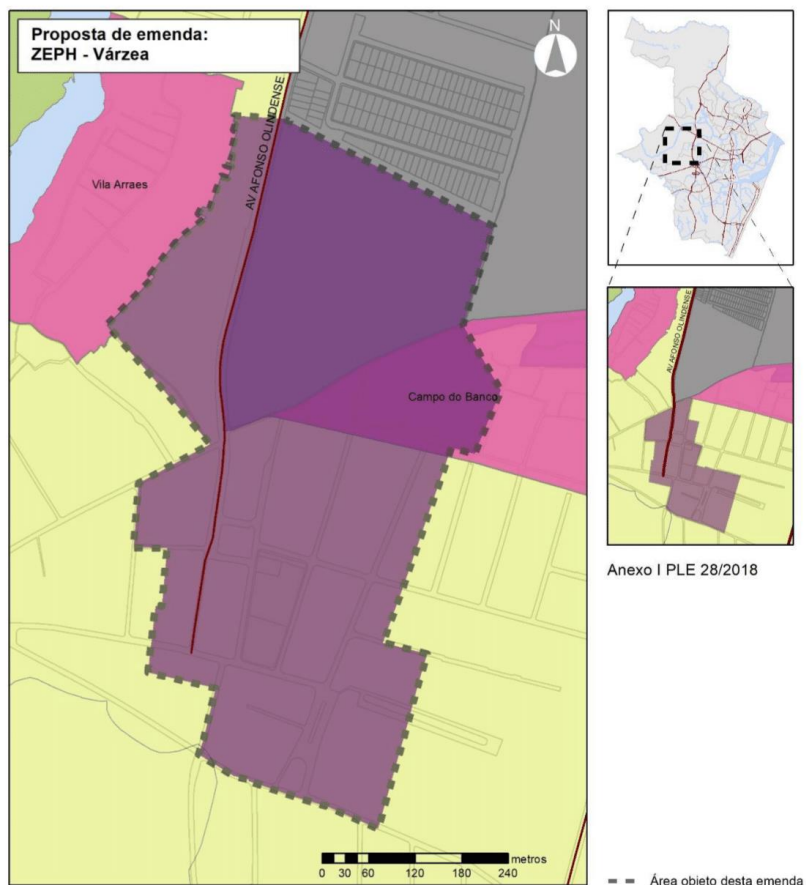 Proposta de emenda:
ZEPH - Várzea
N
AV AFONSO OLINDENSE
Vila Arraes
Campo do Banco
metros
0 30 60 120 180 240
AV AFONSO OLINDENSE
Anexo I PLE 28/2018
Área objeto desta emenda